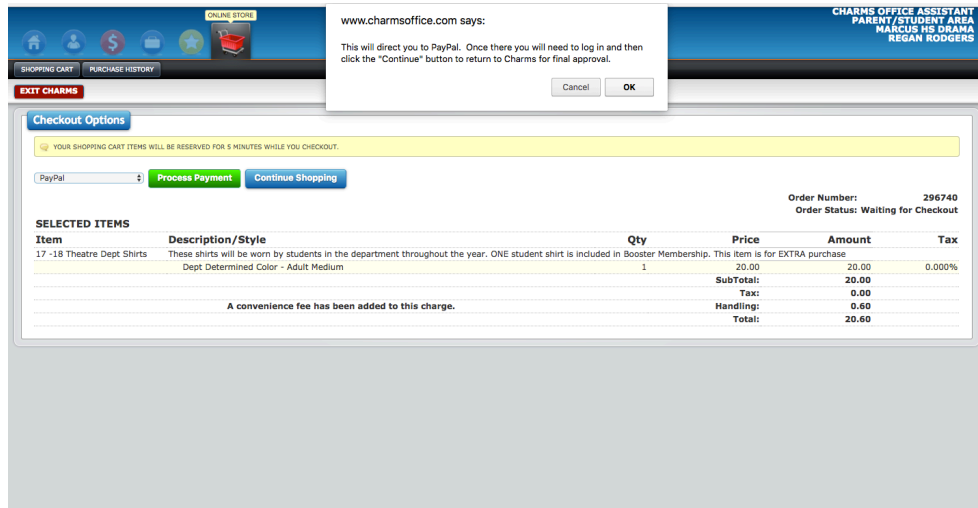 ONLINE STORE
CHARMS OFFICE ASSISTANT
PARENT/STUDENT AREA
MARCUS HS DRAMA
REGAN RODGERS
www.charmsoffice.com says:
This will direct you to PayPal. Once there you will need to log in and then
click the "Continue" button to return to Charms for final approval.
Cancel OK
SHOPPING CART PURCHASE HISTORY
EXIT CHARMS
Checkout Options
YOUR SHOPPING CART ITEMS WILL BE RESERVED FOR 5 MINUTES WHILE YOU CHECKOUT.
PayPal Process Payment Continue Shopping
Order Number: 296740
Order Status: Waiting for Checkout
SELECTED ITEMS
Item Description/Style Qty Price Amount Tax
17 -18 Theatre Dept Shirts These shirts will be worn by students in the department throughout the year. ONE student shirt is included in Booster Membership. This item is for EXTRA purchase
Dept Determined Color - Adult Medium 1 20.00 20.00 0.000%
SubTotal: 20.00
Tax: 0.00
A convenience fee has been added to this charge. Handling: 0.60
Total: 20.60